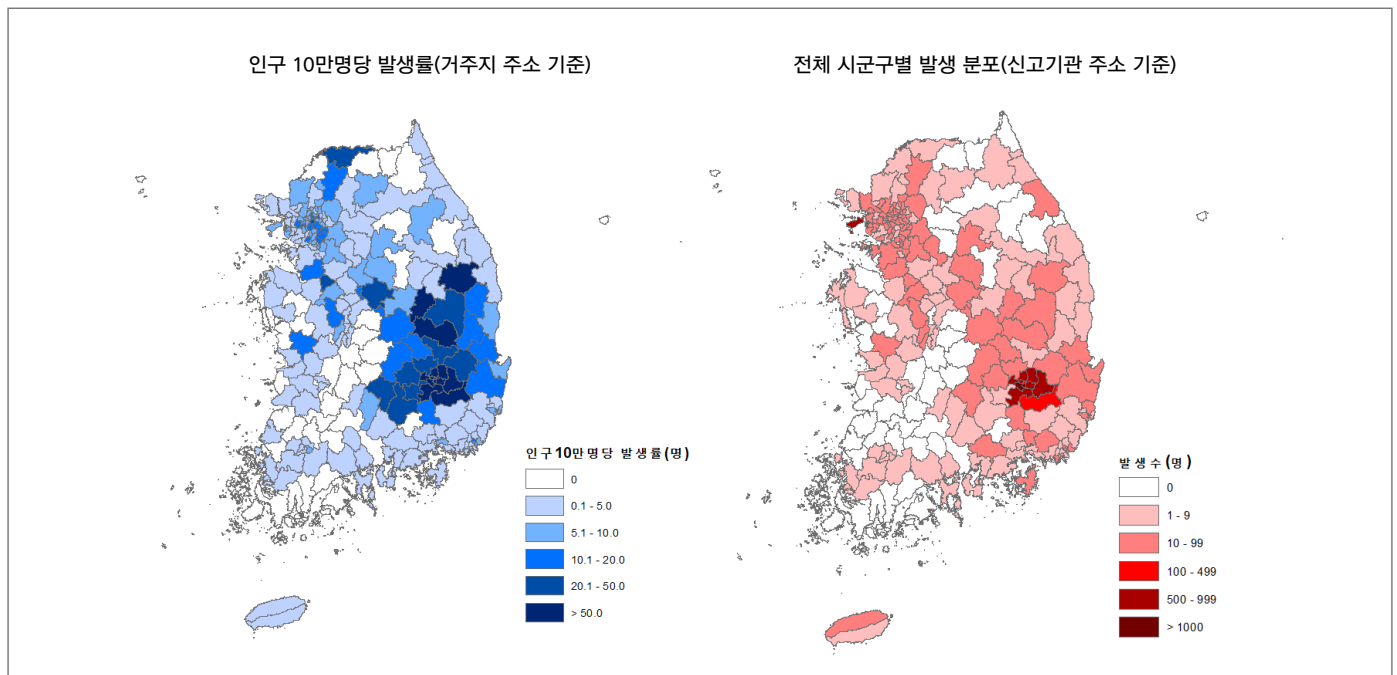 인구 10만명당 발생률(거주지 주소 기준)
전체 시군구별 발생 분포(신고기관 주소 기준)
인구10만명당 발생률(명)
0
0.1 - 5.0
5.1 - 10.0
10.1 - 20.0
20.1 - 50.0
> 50.0
발생수(명)
0
1 - 9
10 - 99
100 - 499
500 - 999
> 1000